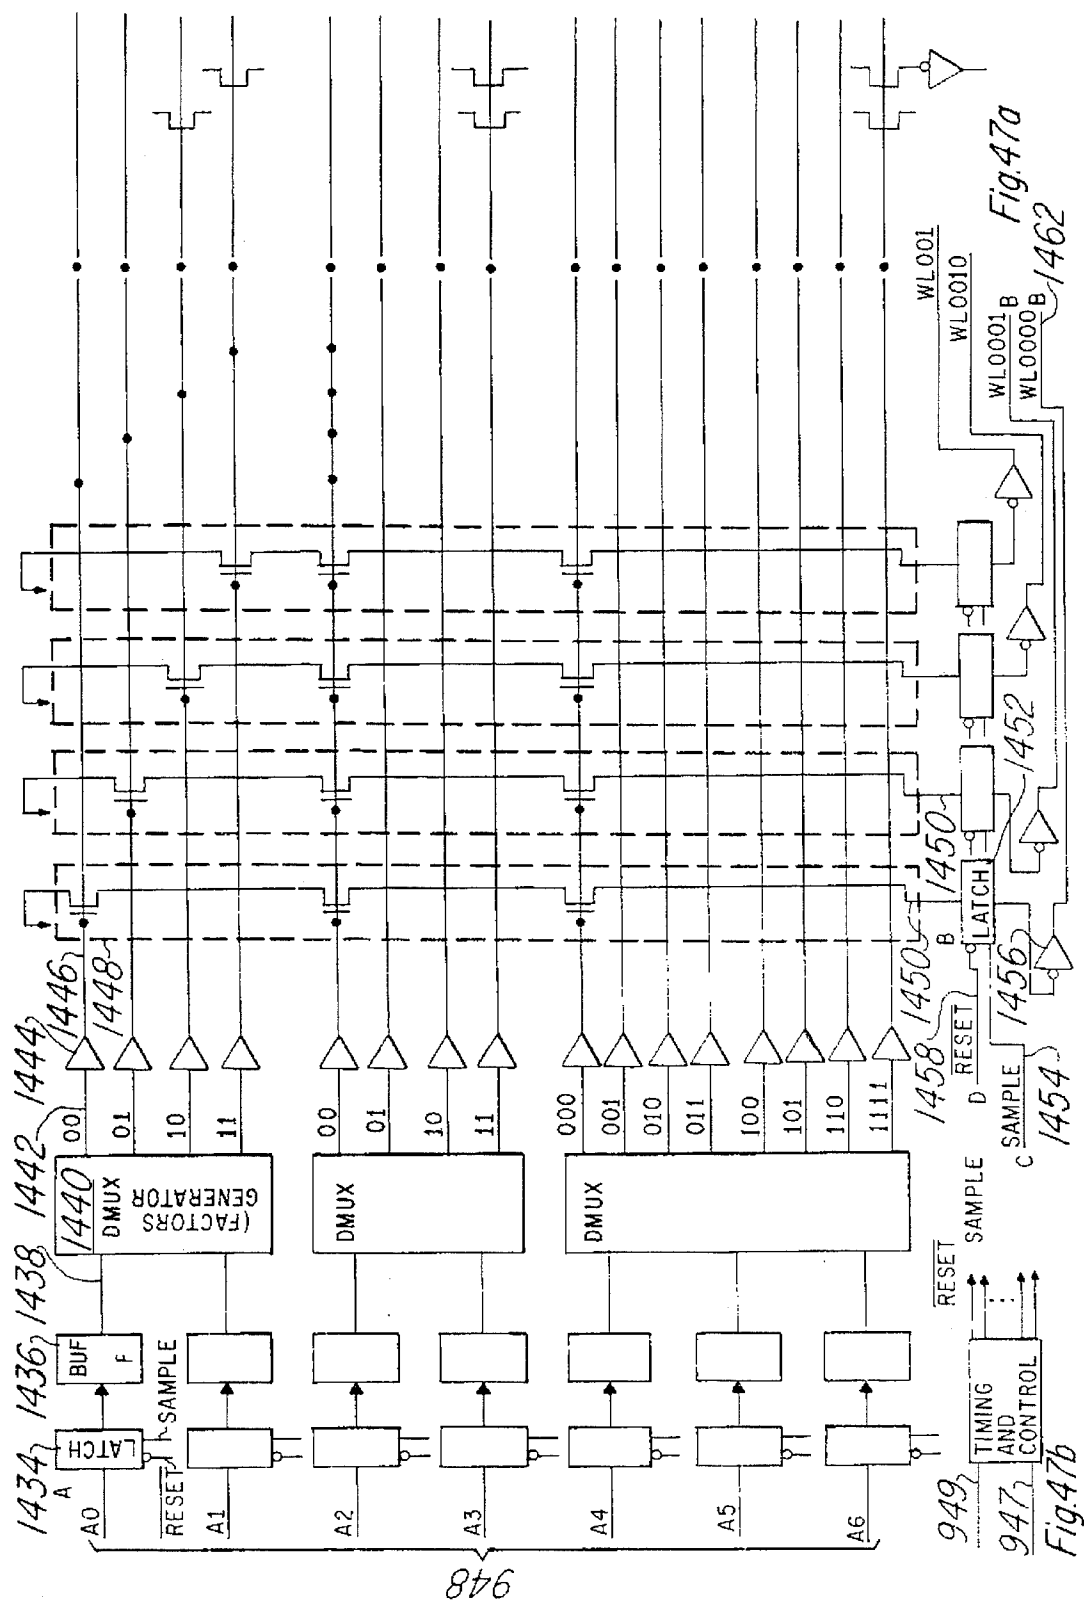 1434
1436
1438
1442
1444
1446
1448
A
LATCH
BUF
F
1440
DMUX
(FACTORS
GENERATOR
00
01
10
11
A0
RESET
SAMPLE
A1
A2
A3
DMUX
00
01
10
11
A4
A5
A6
DMUX
000
001
010
011
100
101
110
1111
948
1450
B
1450
LATCH
1452
1458
RESET
D
C
SAMPLE
1454
1456
WL001
WL0010
WL0001
B
WL0000
B
1462
Fig.47a
949
947
TIMING
AND
CONTROL
RESET
SAMPLE
Fig.47b